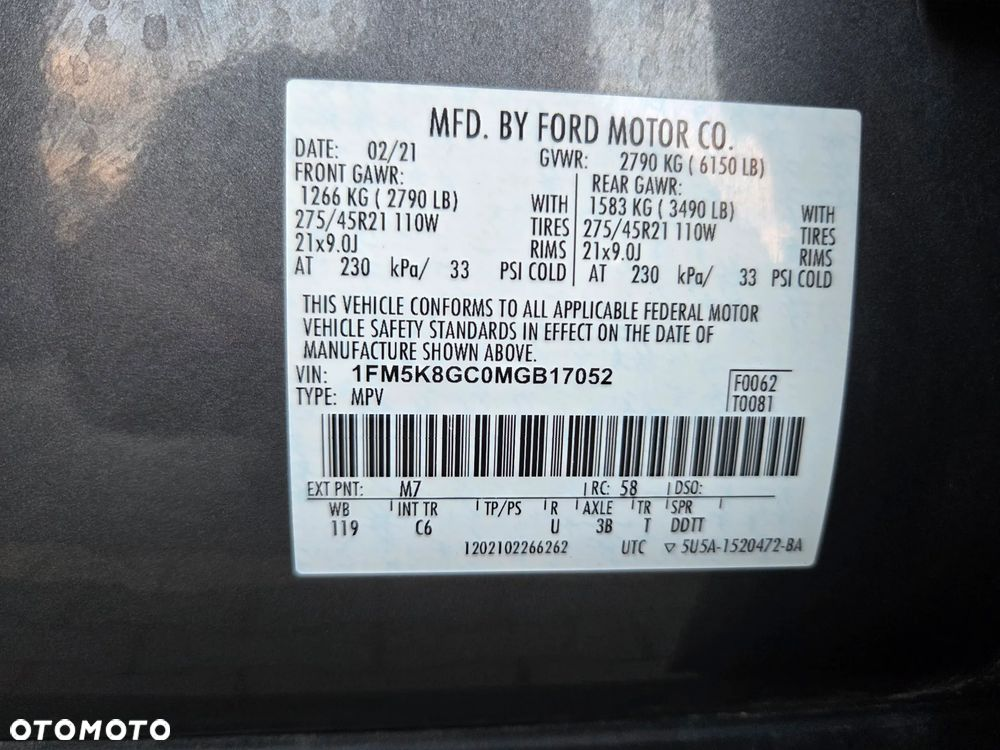 MFD. BY FORD MOTOR CO.
DATE: 02/21 GVWR: 2790 KG ( 6150 LB)
FRONT GAWR: REAR GAWR:
1266 KG ( 2790 LB) WITH 1583 KG ( 3490 LB) WITH
275/45R21 110W TIRES 275/45R21 110W TIRES
21x9.0J RIMS 21x9.0J RIMS
AT 230 kPa/ 33 PSI COLD AT 230 kPa/ 33 PSI COLD
THIS VEHICLE CONFORMS TO ALL APPLICABLE FEDERAL MOTOR
VEHICLE SAFETY STANDARDS IN EFFECT ON THE DATE OF
MANUFACTURE SHOWN ABOVE.
VIN: 1FM5K8GC0MGB17052 F0062
TYPE: MPV T0081
EXT PNT: M7 RC: 58 DSO:
WB INT TR TP/PS R AXLE TR SPR
119 C6 U 3B T DDTT
1202102266262 UTC ▽ 5U5A-1520472-BA
OTOMOTO